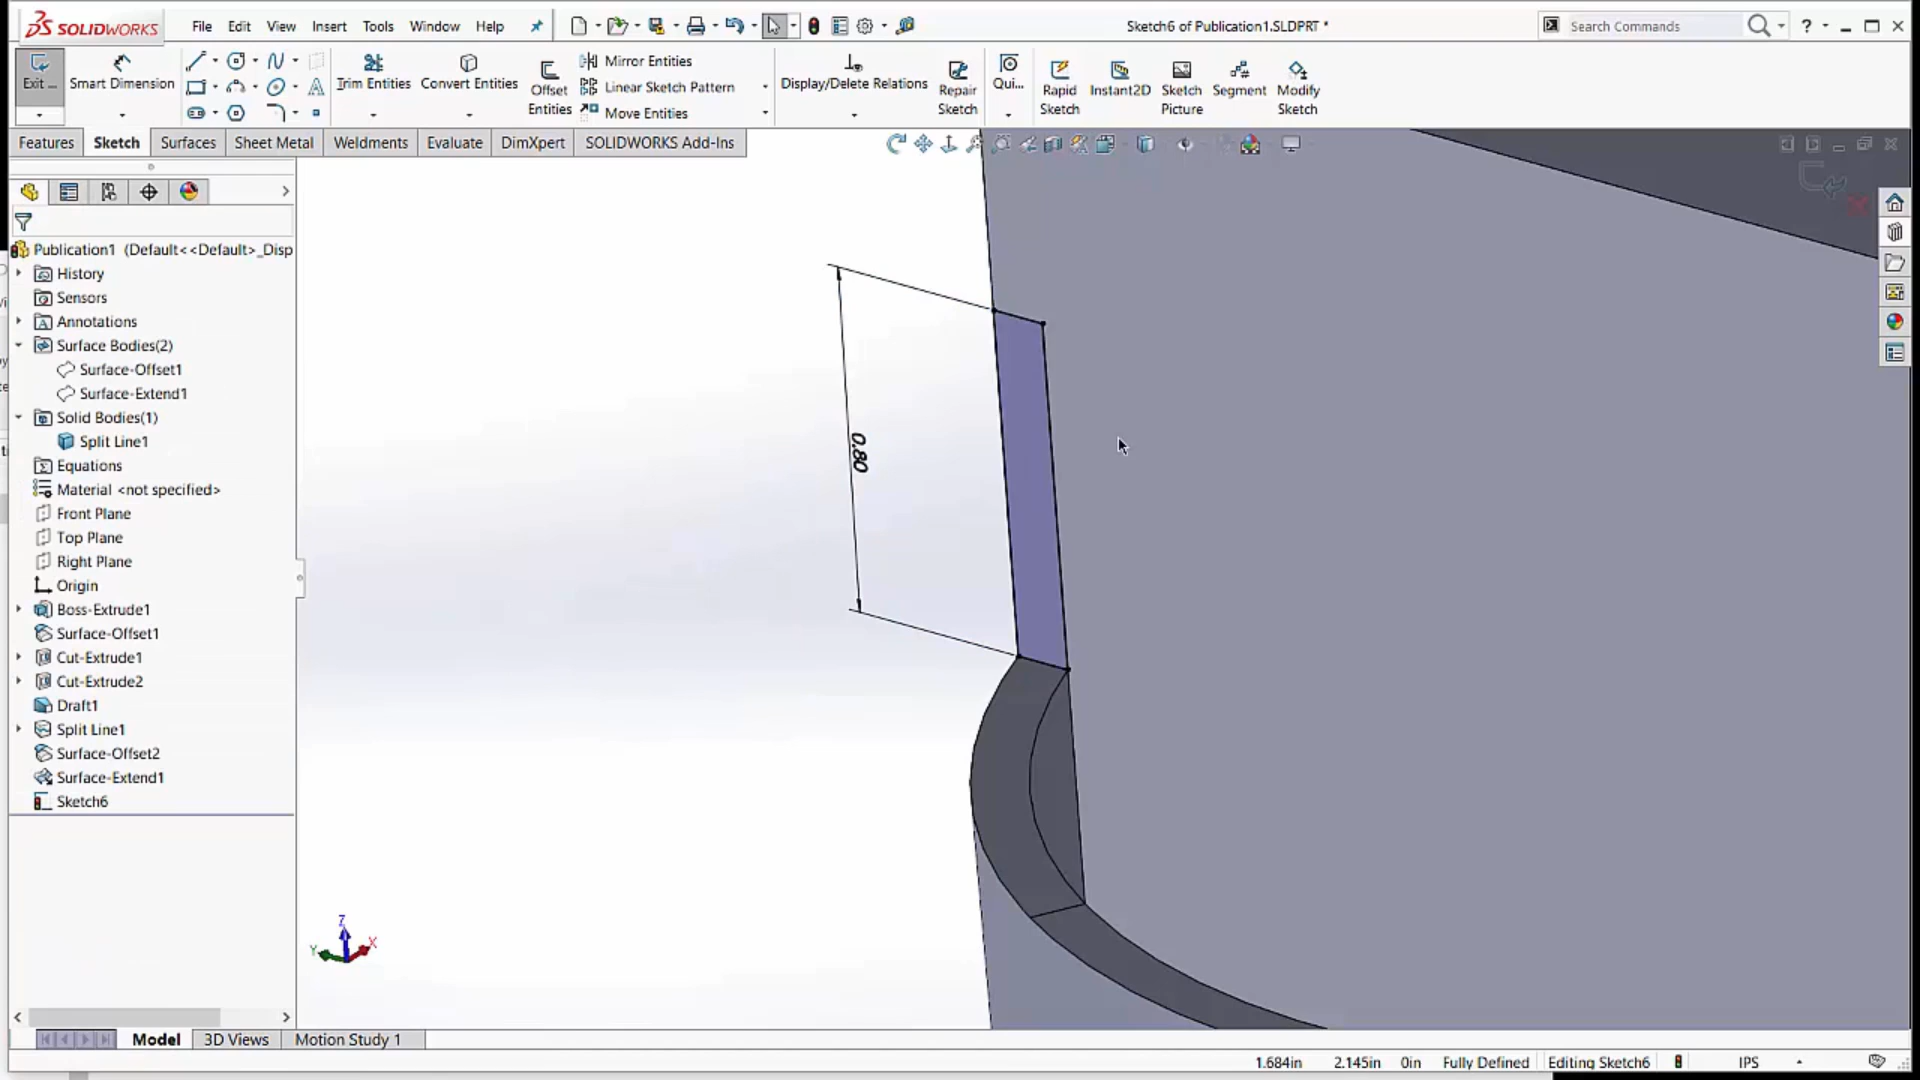 SOLIDWORKS
File Edit View Insert Tools Window Help
Sketch6 of Publication1.SLDPRT *
Search Commands
?
Exit ...
Smart Dimension
Trim Entities
Convert Entities
Offset Entities
Mirror Entities
Linear Sketch Pattern
Move Entities
Display/Delete Relations
Repair Sketch
Qui...
Rapid Sketch
Instant2D
Sketch Picture
Segment
Modify Sketch
Features Sketch Surfaces Sheet Metal Weldments Evaluate DimXpert SOLIDWORKS Add-Ins
Publication1 (Default<<Default>_Disp
History
Sensors
Annotations
Surface Bodies(2)
Surface-Offset1
Surface-Extend1
Solid Bodies(1)
Split Line1
Equations
Material <not specified>
Front Plane
Top Plane
Right Plane
Origin
Boss-Extrude1
Surface-Offset1
Cut-Extrude1
Cut-Extrude2
Draft1
Split Line1
Surface-Offset2
Surface-Extend1
Sketch6
0.80
Z
Y
X
Model 3D Views Motion Study 1
1.684in 2.145in 0in Fully Defined Editing Sketch6 IPS